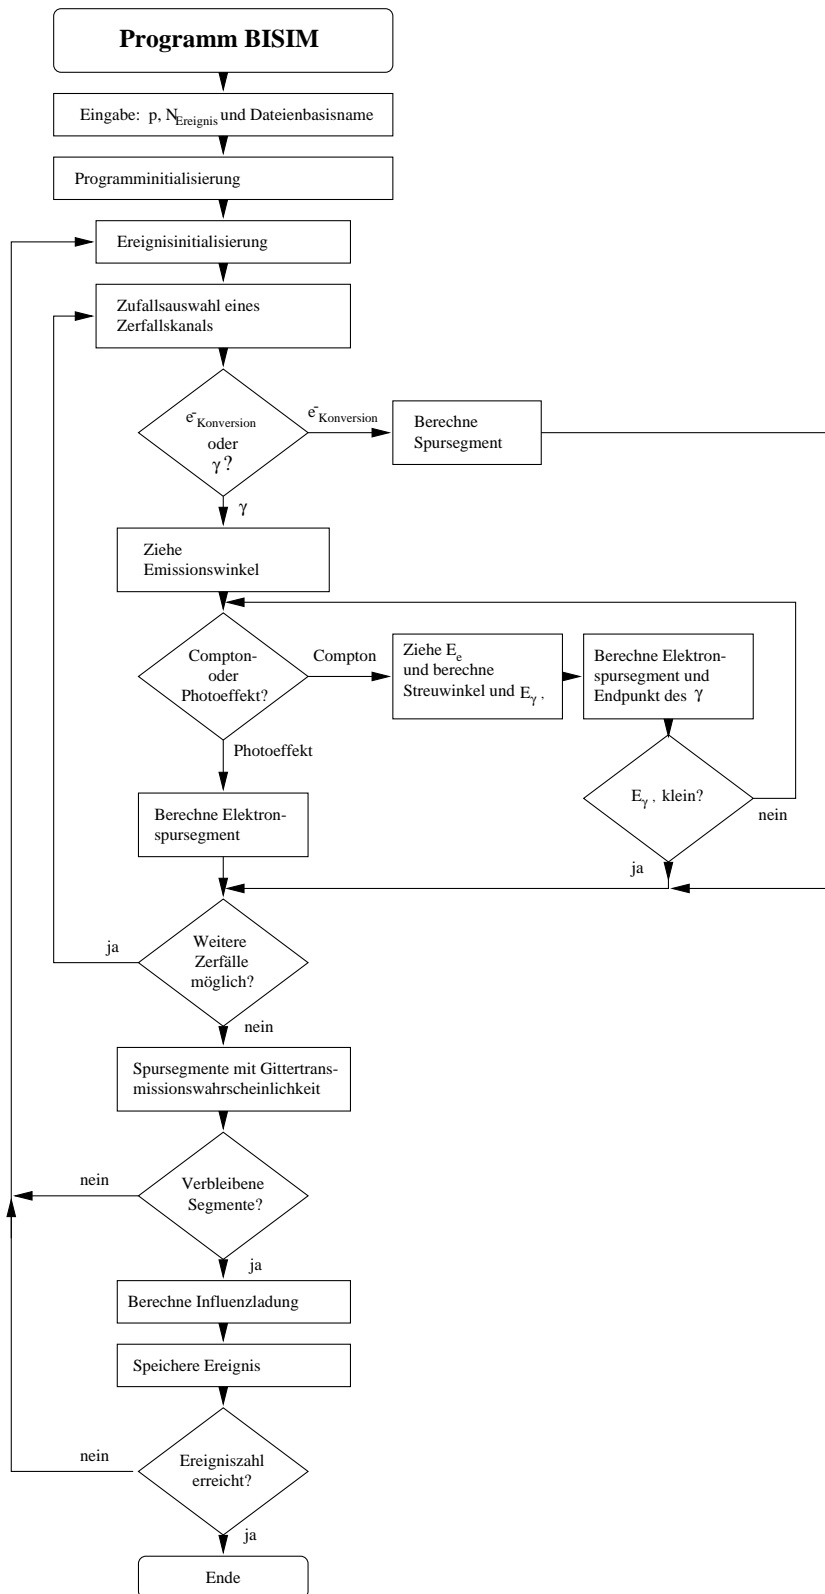 Programm BISIM
Eingabe: p, N_Ereignis und Dateienbasisname
Programminitialisierung
Ereignisinitialisierung
Zufallsauswahl eines
Zerfallskanals
e⁻_Konversion
oder
γ ?
e⁻_Konversion
Berechne
Spursegment
γ
Ziehe
Emissionswinkel
Compton-
oder
Photoeffekt?
Compton
Ziehe E_e
und berechne
Streuwinkel und E_γ ,
Berechne Elektron-
spursegment und
Endpunkt des γ
Photoeffekt
E_γ , klein?
nein
ja
Berechne Elektron-
spursegment
Weitere
Zerfälle
möglich?
ja
nein
Spursegmente mit Gittertrans-
missionswahrscheinlichkeit
Verbleibene
Segmente?
nein
ja
Berechne Influenzladung
Speichere Ereignis
Ereigniszahl
erreicht?
nein
ja
Ende